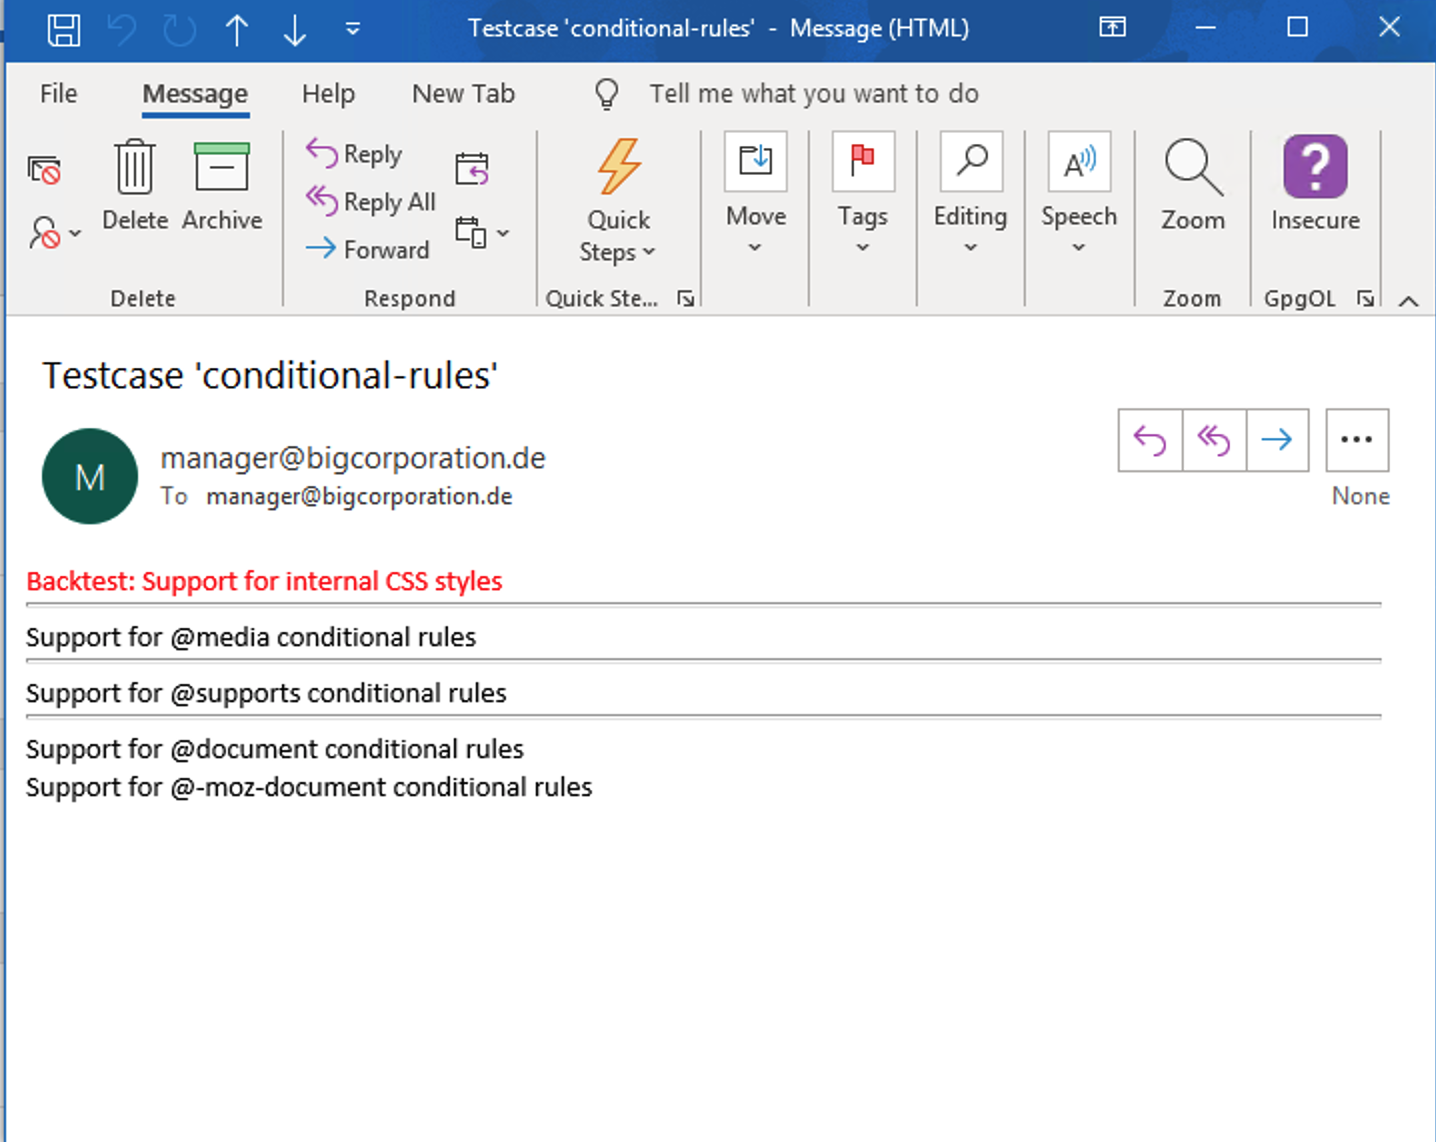 Testcase 'conditional-rules' - Message (HTML)
File Message Help New Tab Tell me what you want to do
Delete
Archive
Reply
Reply All
Forward
Quick
Steps
Move
Tags
Editing
Speech
Zoom
Insecure
Delete
Respond
Quick Ste...
Zoom
GpgOL
Testcase 'conditional-rules'
M
manager@bigcorporation.de
To manager@bigcorporation.de
None
Backtest: Support for internal CSS styles
Support for @media conditional rules
Support for @supports conditional rules
Support for @document conditional rules
Support for @-moz-document conditional rules